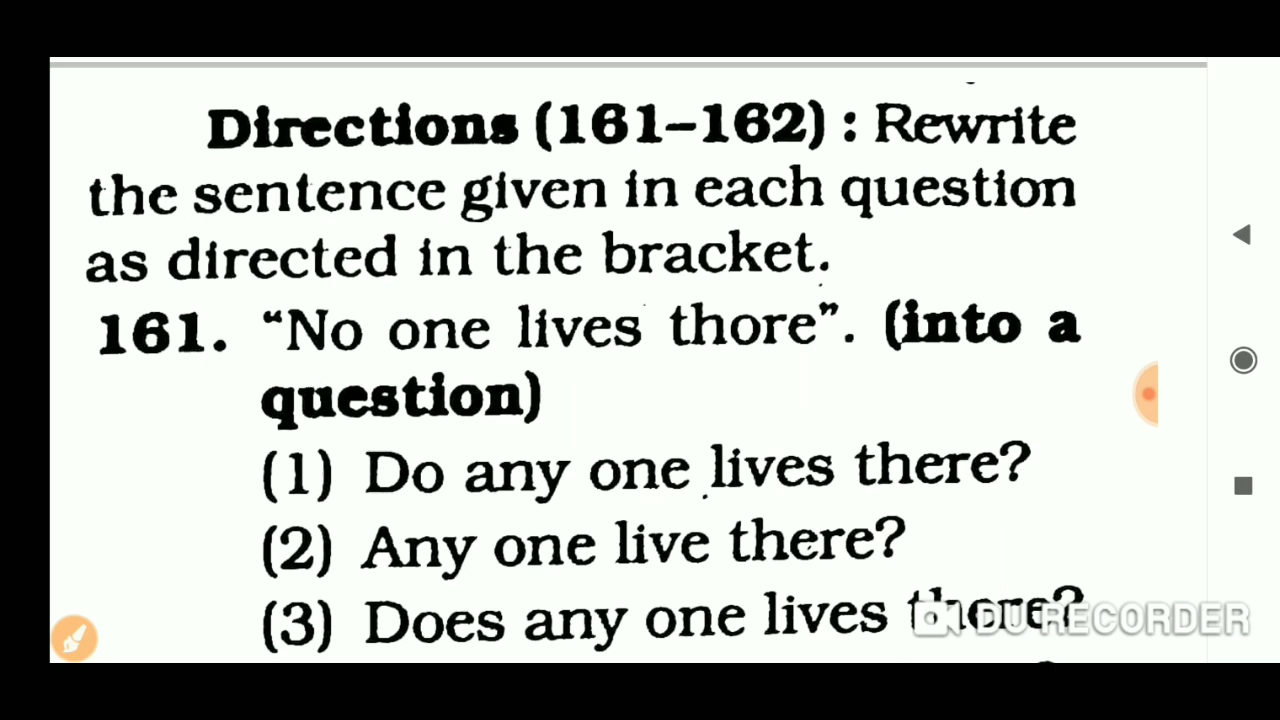 Directions (161–162) : Rewrite
the sentence given in each question
as directed in the bracket.
161. “No one lives thore”. (into a
question)
(1) Do any one lives there?
(2) Any one live there?
(3) Does any one lives there?
DU RECORDER